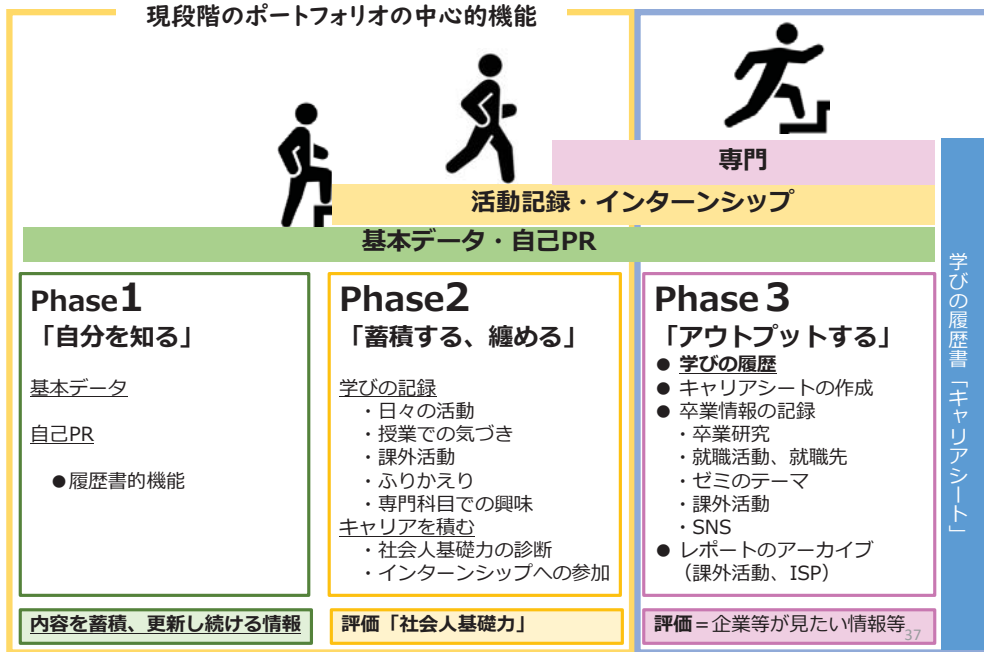 現段階のポートフォリオの中心的機能
専門
活動記録・インターンシップ
基本データ・自己PR
Phase1
「自分を知る」
基本データ
自己PR
●履歴書的機能
内容を蓄積、更新し続ける情報
Phase2
「蓄積する、纏める」
学びの記録
・日々の活動
・授業での気づき
・課外活動
・ふりかえり
・専門科目での興味
キャリアを積む
・社会人基礎力の診断
・インターンシップへの参加
評価「社会人基礎力」
Phase 3
「アウトプットする」
● 学びの履歴
● キャリアシートの作成
● 卒業情報の記録
・卒業研究
・就職活動、就職先
・ゼミのテーマ
・課外活動
・SNS
● レポートのアーカイブ
（課外活動、ISP）
評価＝企業等が見たい情報等
学びの履歴書「キャリアシート」
37